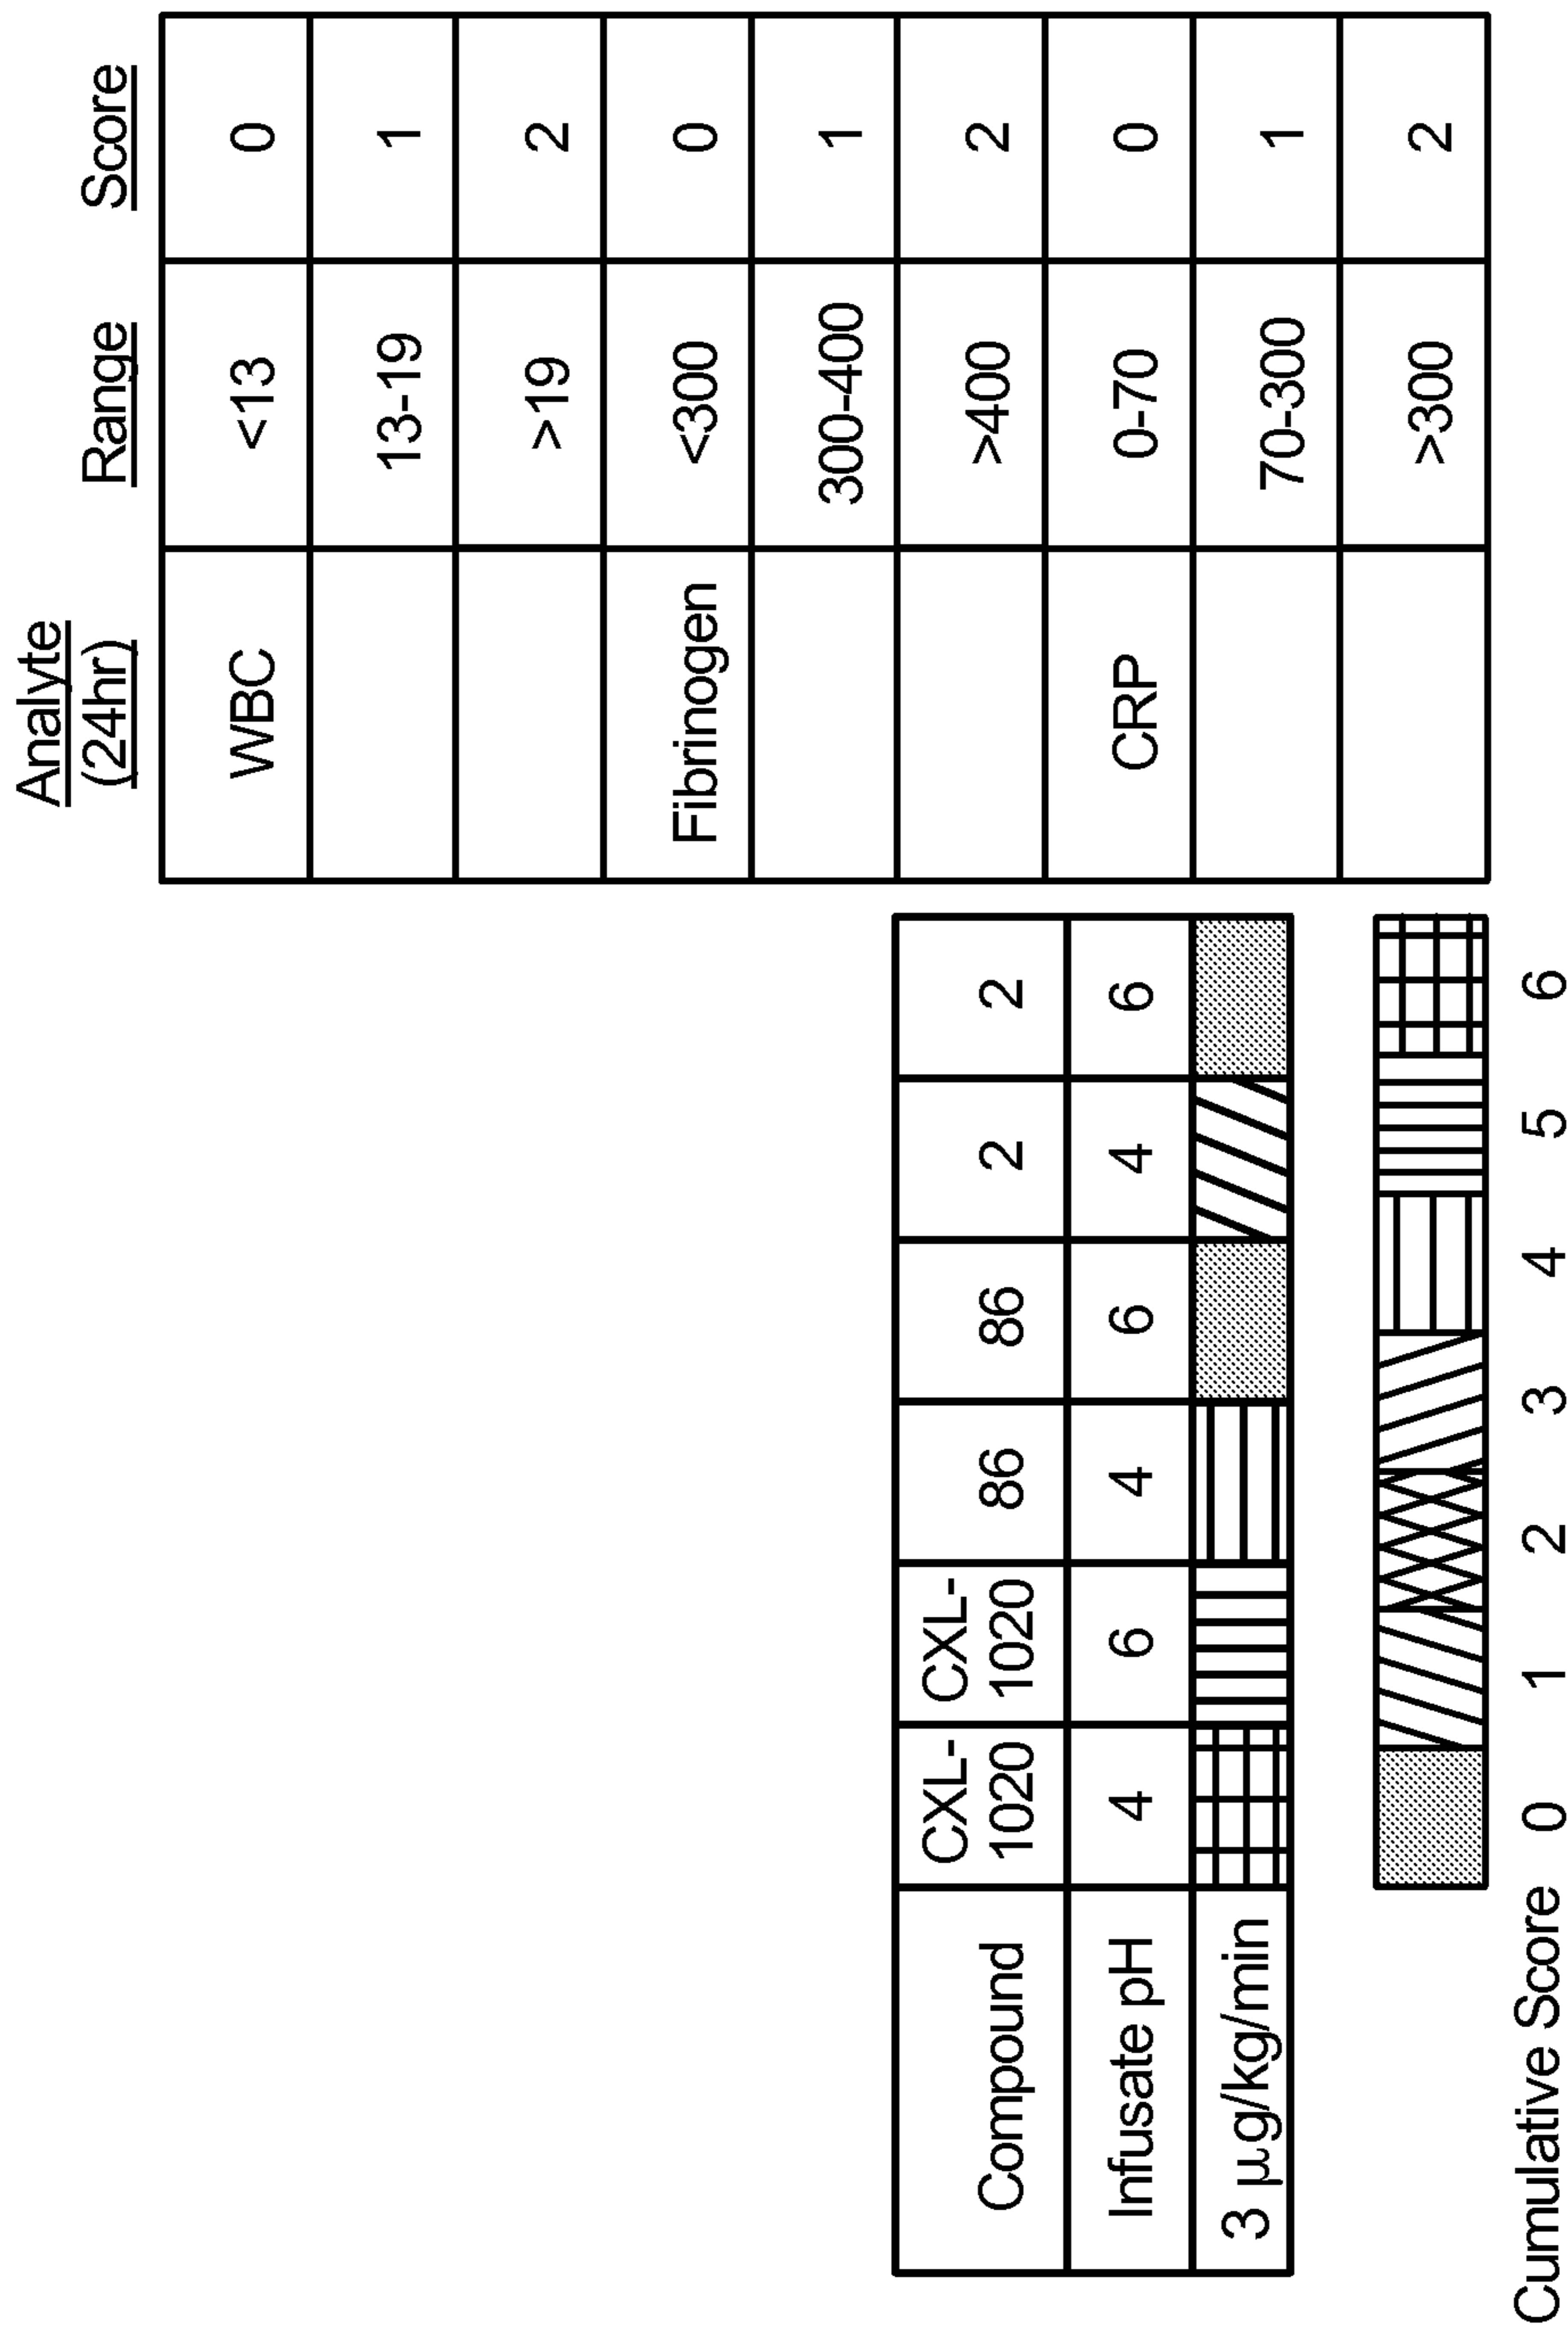 Compound CXL- CXL- 86 86 2 2
1020 1020
Infusate pH 4 6 4 6 4 6
3 µg/kg/min
Cumulative Score 0 1 2 3 4 5 6
Analyte
(24hr) Range Score
WBC <13 0
13-19 1
>19 2
Fibrinogen <300 0
300-400 1
>400 2
CRP 0-70 0
70-300 1
>300 2